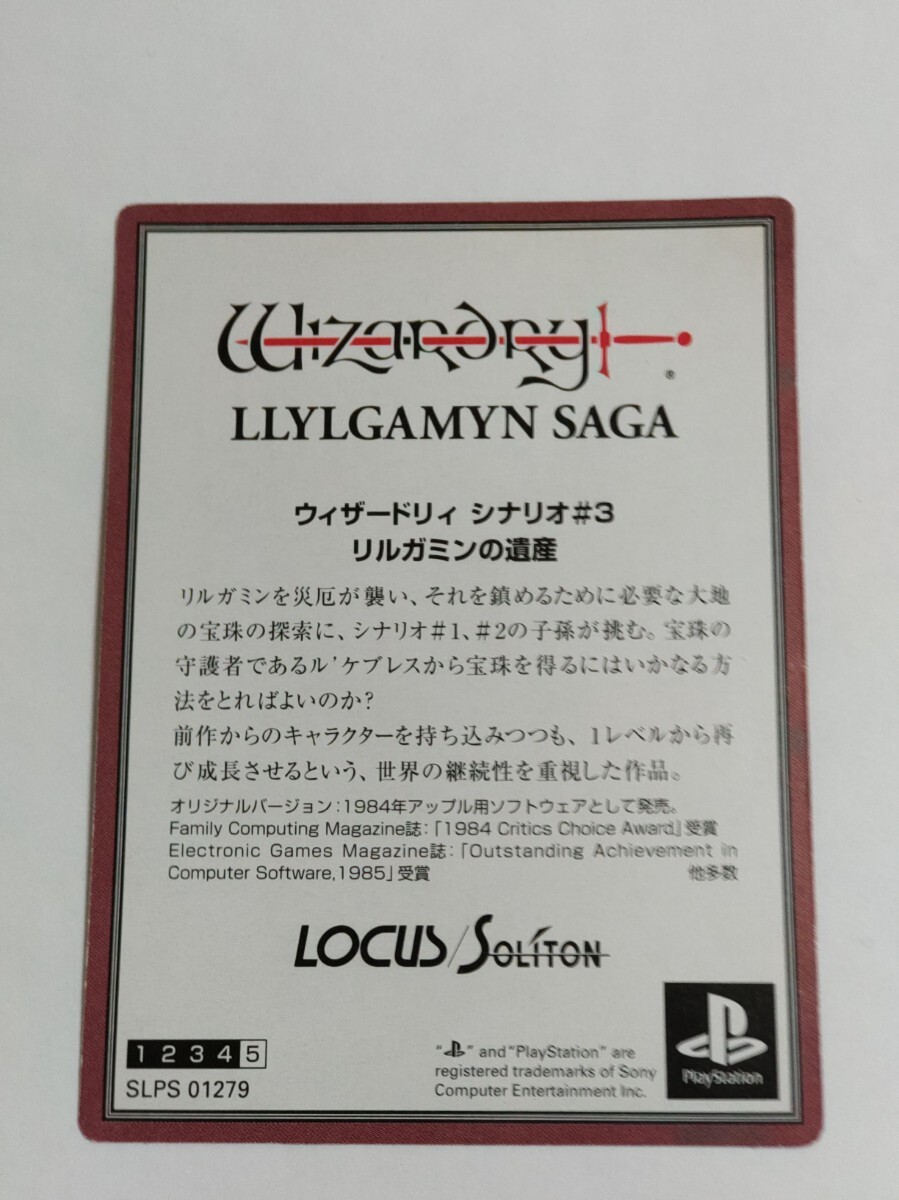 Wizardry®
LLYLGAMYN SAGA
ウィザードリィ シナリオ#3
リルガミンの遺産
リルガミンを災厄が襲い、それを鎮めるために必要な大地
の宝珠の探索に、シナリオ#1、#2の子孫が挑む。宝珠の
守護者であるル'ケブレスから宝珠を得るにはいかなる方
法をとればよいのか?
前作からのキャラクターを持ち込みつつも、1レベルから再
び成長させるという、世界の継続性を重視した作品。
オリジナルバージョン:1984年アップル用ソフトウェアとして発売。
Family Computing Magazine誌:「1984 Critics Choice Award」受賞
Electronic Games Magazine誌:「Outstanding Achievement in
Computer Software,1985」受賞 他多数
LOCUS/SOLITON
1 2 3 4 5
SLPS 01279
" " and "PlayStation" are
registered trademarks of Sony
Computer Entertainment Inc.
PlayStation